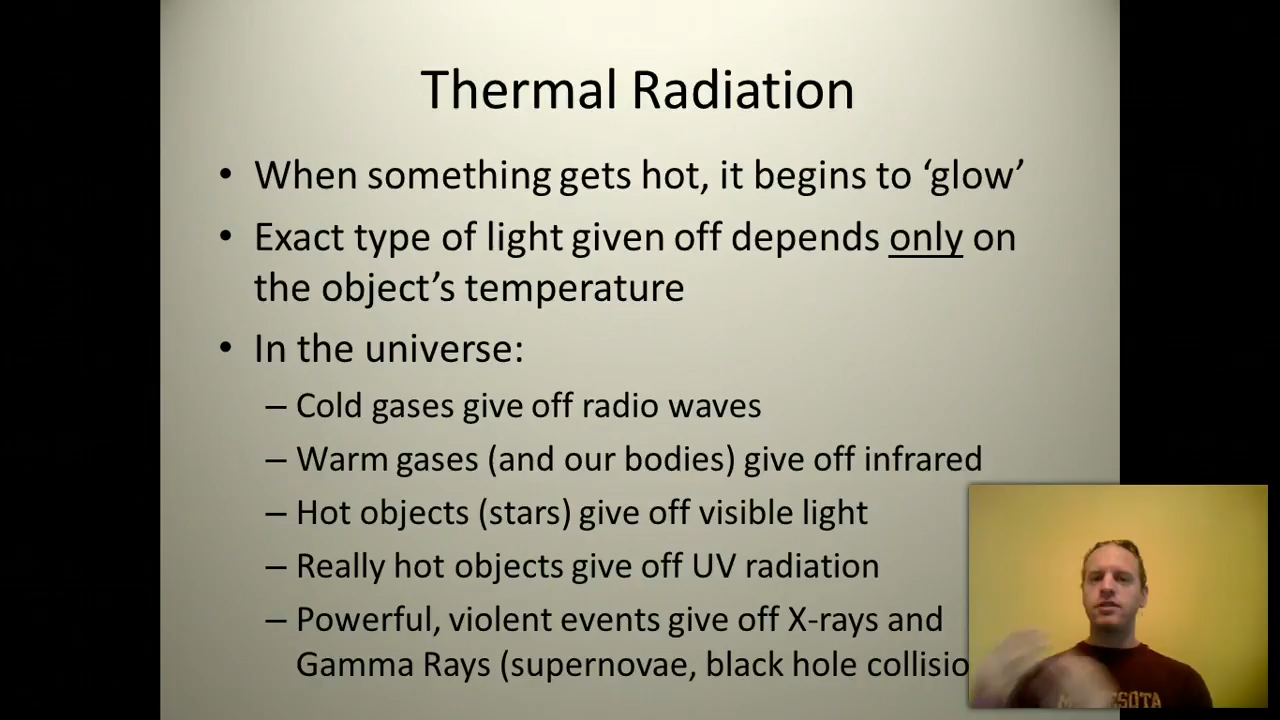 Thermal Radiation
• When something gets hot, it begins to ‘glow’
• Exact type of light given off depends only on
the object’s temperature
• In the universe:
– Cold gases give off radio waves
– Warm gases (and our bodies) give off infrared
– Hot objects (stars) give off visible light
– Really hot objects give off UV radiation
– Powerful, violent events give off X-rays and
Gamma Rays (supernovae, black hole